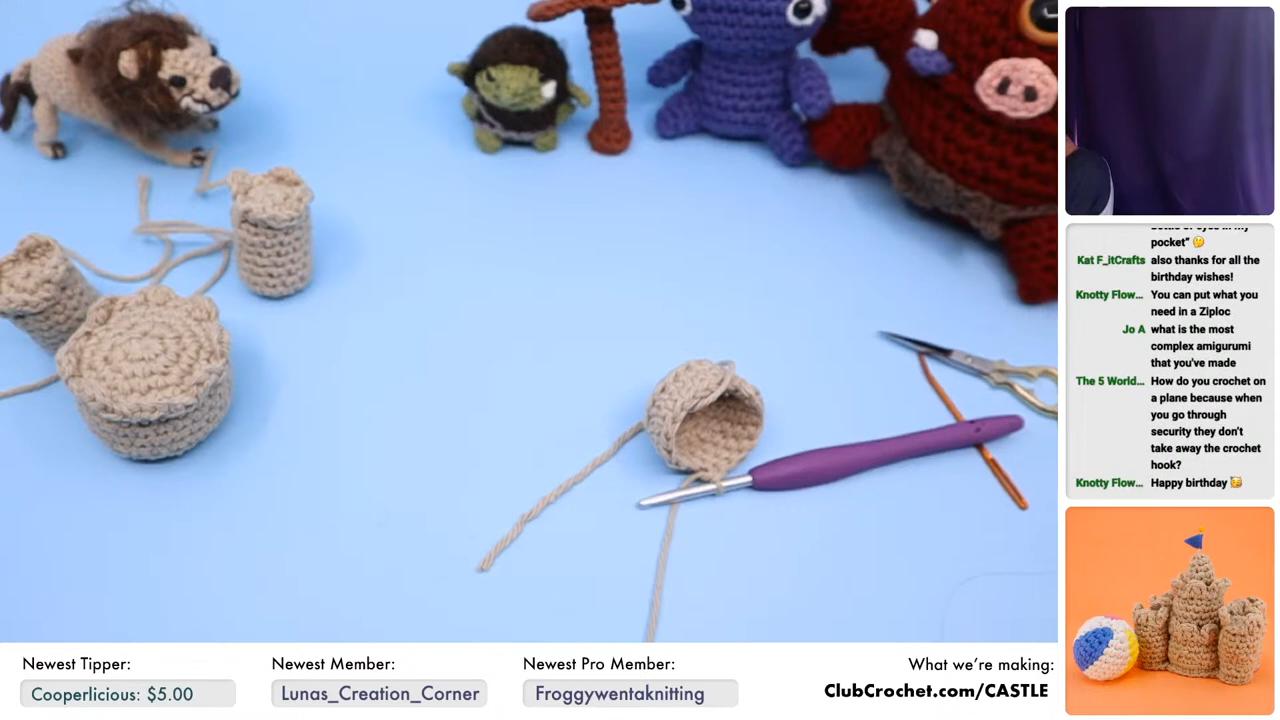 pocket" 🤔
Kat F_itCrafts also thanks for all the
birthday wishes!
Knotty Flow... You can put what you
need in a Ziploc
Jo A what is the most
complex amigurumi
that you've made
The 5 World... How do you crochet on
a plane because when
you go through
security they don't
take away the crochet
hook?
Knotty Flow... Happy birthday 🥳
Newest Tipper:
Cooperlicious: $5.00
Newest Member:
Lunas_Creation_Corner
Newest Pro Member:
Froggywentaknitting
What we're making:
ClubCrochet.com/CASTLE